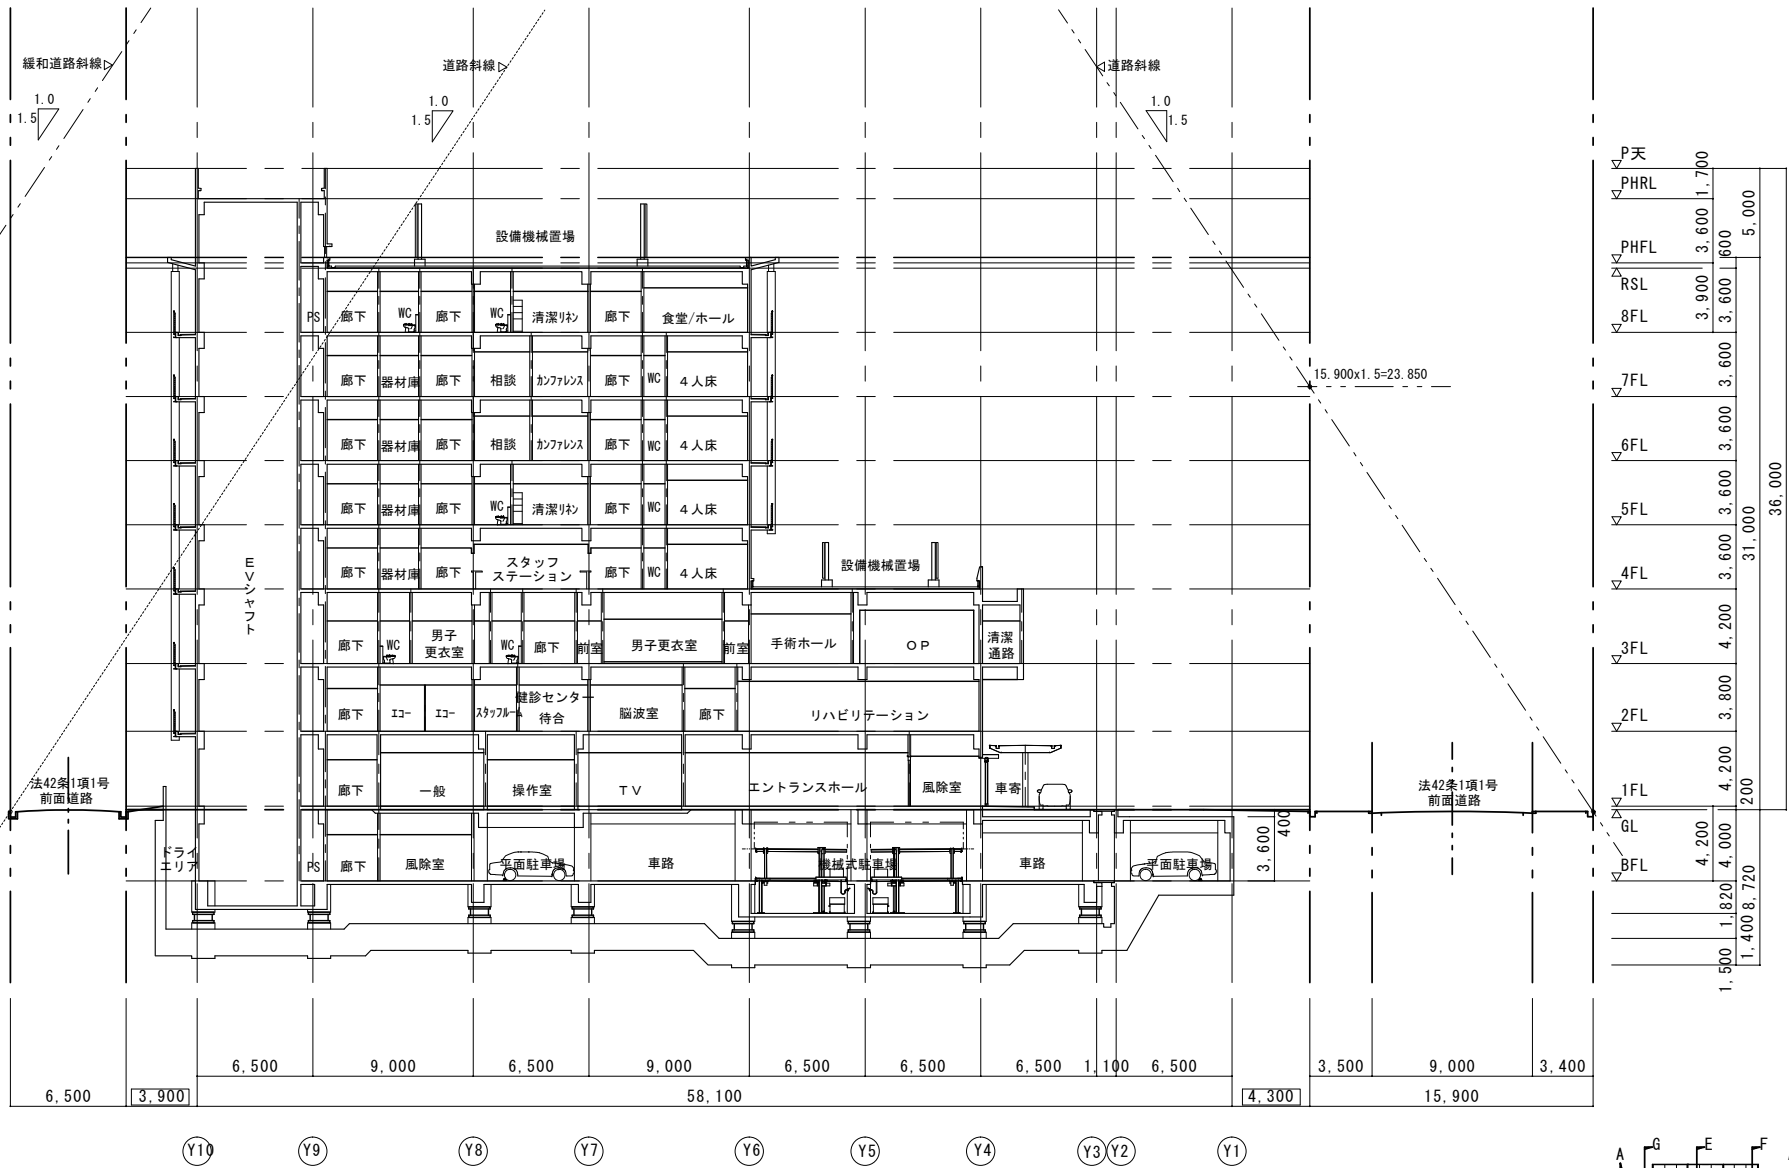 緩和道路斜線
道路斜線
道路斜線
1.0
1.5
1.0
1.5
1.0
1.5
P天
PHRL
PHFL
RSL
8FL
7FL
6FL
5FL
4FL
3FL
2FL
1FL
GL
BFL
1,700
3,600
600
5,000
3,900
3,600
3,600
3,600
3,600
3,600
31,000
36,000
4,200
3,800
4,200
200
4,200
4,000
1,820
8,720
1,400
1,500
15.900x1.5=23.850
設備機械置場
PS
廊下
WC
廊下
WC
清潔リネン
廊下
食堂/ホール
廊下
器材庫
廊下
相談
カンファレンス
廊下
WC
4人床
廊下
器材庫
廊下
相談
カンファレンス
廊下
WC
4人床
廊下
器材庫
廊下
WC
清潔リネン
廊下
WC
4人床
EVシャフト
廊下
器材庫
廊下
スタッフ
ステーション
廊下
WC
4人床
設備機械置場
廊下
WC
男子
更衣室
WC
廊下
前室
男子更衣室
前室
手術ホール
OP
清潔
通路
廊下
エコー
エコー
スタッフルーム
健診センター
待合
脳波室
廊下
リハビリテーション
法42条1項1号
前面道路
廊下
一般
操作室
TV
エントランスホール
風除室
車寄
法42条1項1号
前面道路
ドライ
エリア
PS
廊下
風除室
平面駐車場
車路
機械式駐車場
車路
平面駐車場
3,600
400
6,500
9,000
6,500
9,000
6,500
6,500
6,500
1,100
6,500
3,500
9,000
3,400
6,500
3,900
58,100
4,300
15,900
Y10
Y9
Y8
Y7
Y6
Y5
Y4
Y3
Y2
Y1
A
G
E
F